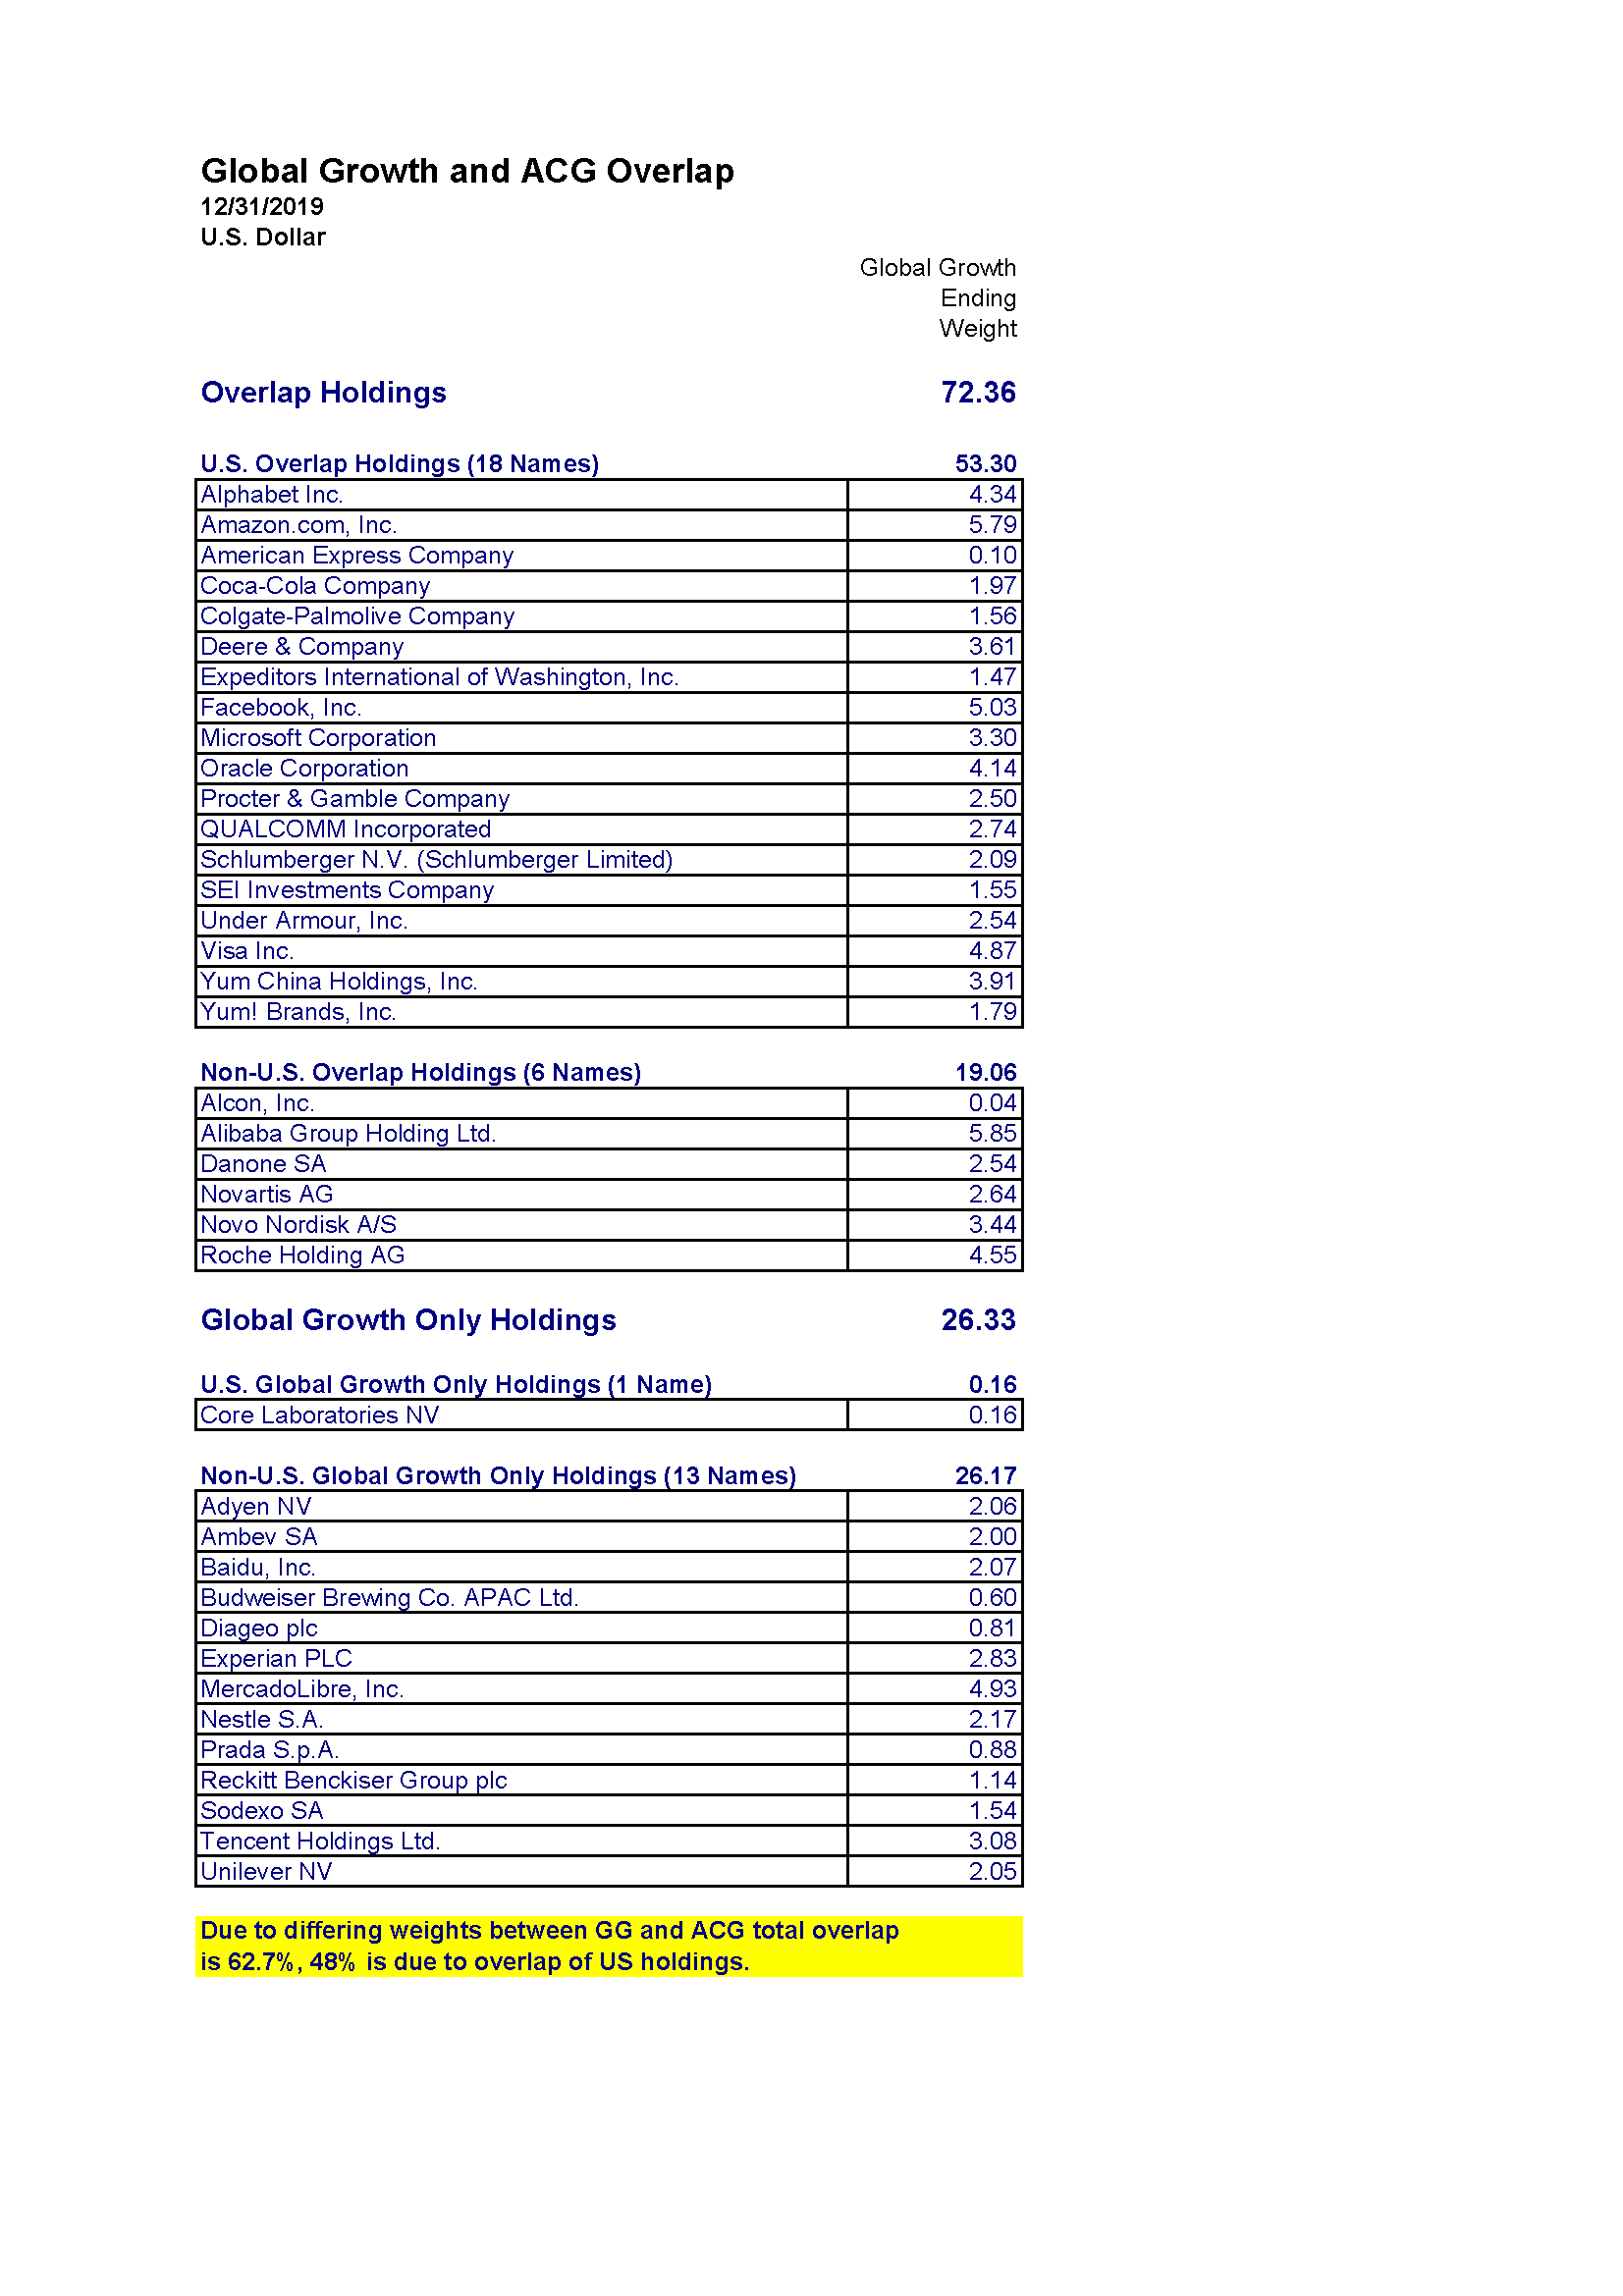 Global Growth and ACG Overlap
12/31/2019
U.S. Dollar
Global Growth
Ending
Weight
Overlap Holdings 72.36
U.S. Overlap Holdings (18 Names) 53.30
Alphabet Inc. 4.34
Amazon.com, Inc. 5.79
American Express Company 0.10
Coca-Cola Company 1.97
Colgate-Palmolive Company 1.56
Deere & Company 3.61
Expeditors International of Washington, Inc. 1.47
Facebook, Inc. 5.03
Microsoft Corporation 3.30
Oracle Corporation 4.14
Procter & Gamble Company 2.50
QUALCOMM Incorporated 2.74
Schlumberger N.V. (Schlumberger Limited) 2.09
SEI Investments Company 1.55
Under Armour, Inc. 2.54
Visa Inc. 4.87
Yum China Holdings, Inc. 3.91
Yum! Brands, Inc. 1.79
Non-U.S. Overlap Holdings (6 Names) 19.06
Alcon, Inc. 0.04
Alibaba Group Holding Ltd. 5.85
Danone SA 2.54
Novartis AG 2.64
Novo Nordisk A/S 3.44
Roche Holding AG 4.55
Global Growth Only Holdings 26.33
U.S. Global Growth Only Holdings (1 Name) 0.16
Core Laboratories NV 0.16
Non-U.S. Global Growth Only Holdings (13 Names) 26.17
Adyen NV 2.06
Ambev SA 2.00
Baidu, Inc. 2.07
Budweiser Brewing Co. APAC Ltd. 0.60
Diageo plc 0.81
Experian PLC 2.83
MercadoLibre, Inc. 4.93
Nestle S.A. 2.17
Prada S.p.A. 0.88
Reckitt Benckiser Group plc 1.14
Sodexo SA 1.54
Tencent Holdings Ltd. 3.08
Unilever NV 2.05
Due to differing weights between GG and ACG total overlap
is 62.7%, 48% is due to overlap of US holdings.